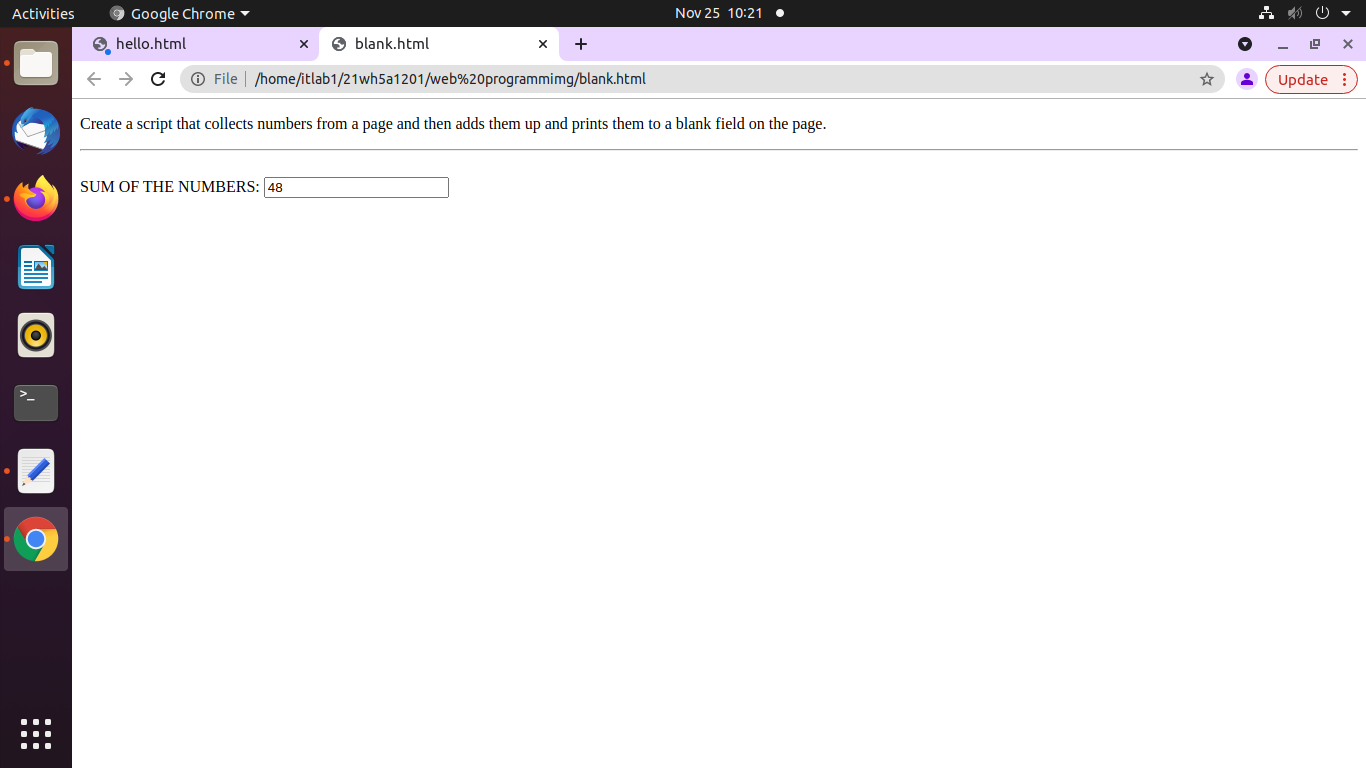 Activities Google Chrome Nov 25 10:21
hello.html blank.html
File /home/itlab1/21wh5a1201/web%20programmimg/blank.html Update
Create a script that collects numbers from a page and then adds them up and prints them to a blank field on the page.
SUM OF THE NUMBERS: 48
>_